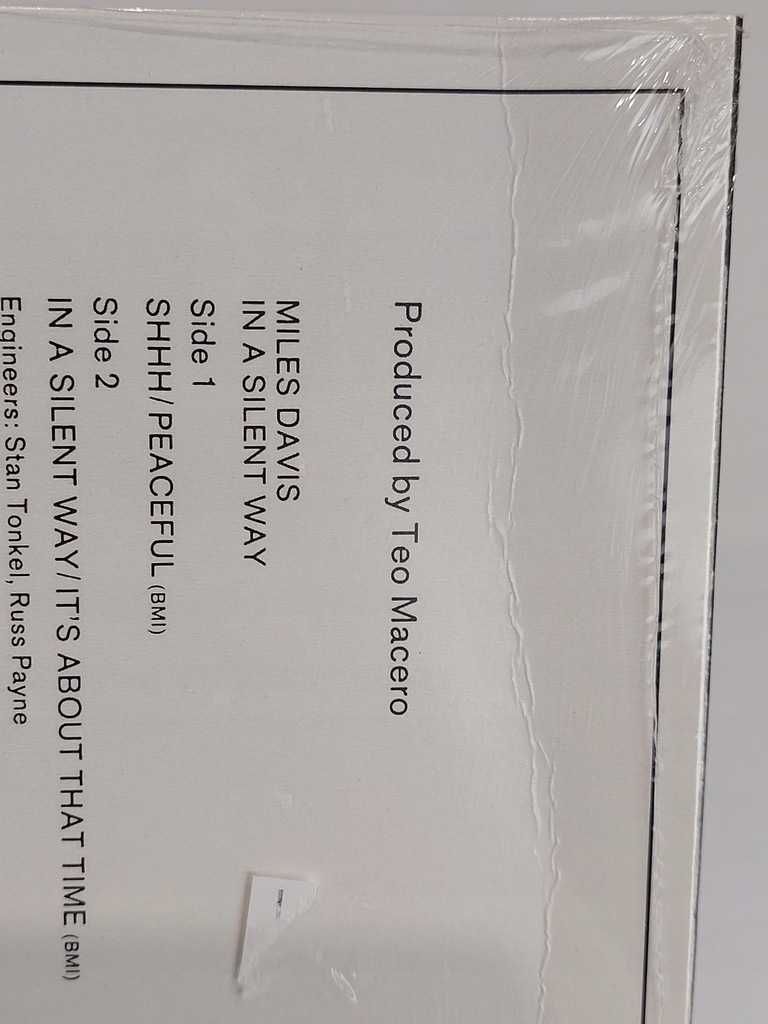 Produced by Teo Macero
MILES DAVIS
IN A SILENT WAY
Side 1
SHHH/PEACEFUL (BMI)
Side 2
IN A SILENT WAY/IT'S ABOUT THAT TIME (BMI)
Engineers: Stan Tonkel, Russ Payne